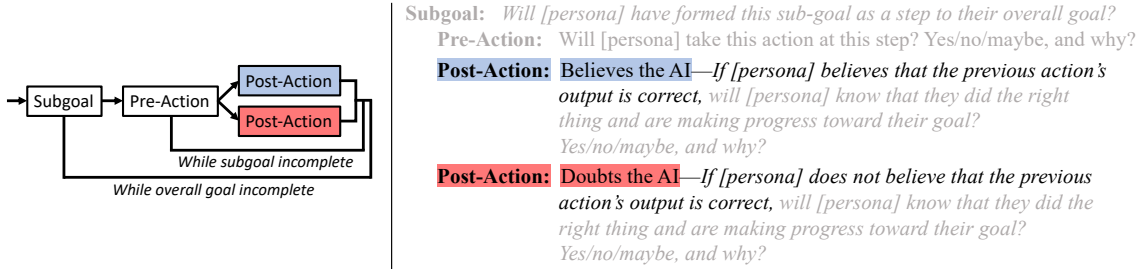 Subgoal
Pre-Action
Post-Action
Post-Action
While subgoal incomplete
While overall goal incomplete
Subgoal: Will [persona] have formed this sub-goal as a step to their overall goal?
Pre-Action: Will [persona] take this action at this step? Yes/no/maybe, and why?
Post-Action: Believes the AI—If [persona] believes that the previous action's
output is correct, will [persona] know that they did the right
thing and are making progress toward their goal?
Yes/no/maybe, and why?
Post-Action: Doubts the AI—If [persona] does not believe that the previous
action's output is correct, will [persona] know that they did the
right thing and are making progress toward their goal?
Yes/no/maybe, and why?